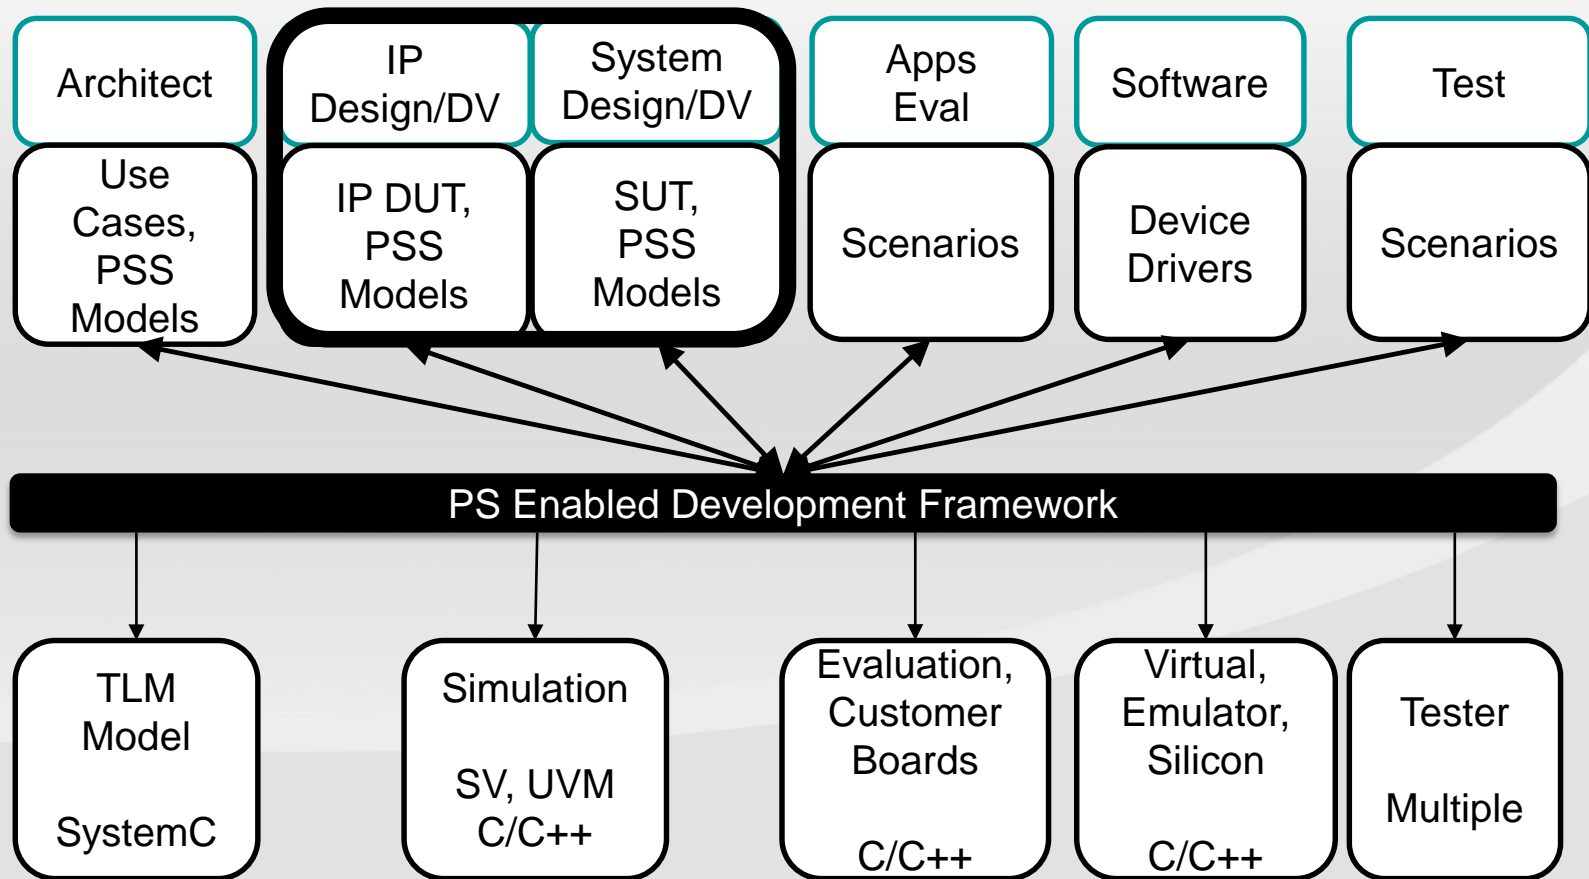 Architect
IP
Design/DV
System
Design/DV
Apps
Eval
Software
Test
Use
Cases,
PSS
Models
IP DUT,
PSS
Models
SUT,
PSS
Models
Scenarios
Device
Drivers
Scenarios
PS Enabled Development Framework
TLM
Model
SystemC
Simulation
SV, UVM
C/C++
Evaluation,
Customer
Boards
C/C++
Virtual,
Emulator,
Silicon
C/C++
Tester
Multiple